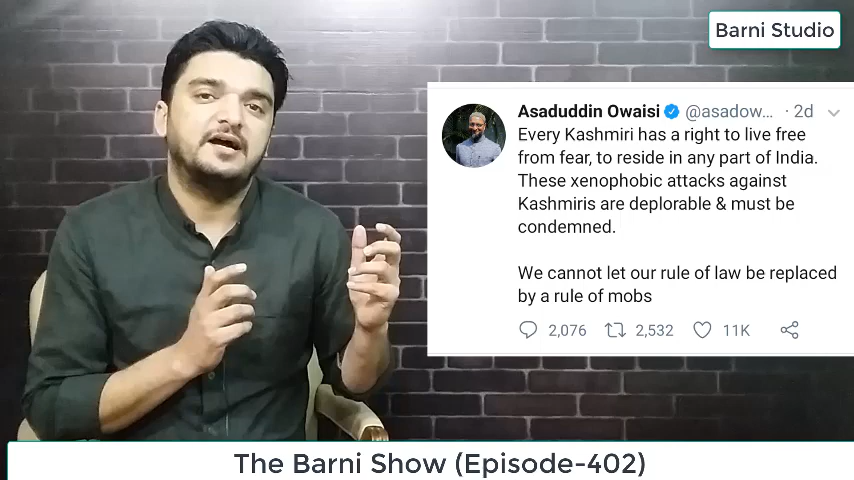 Barni Studio
Asaduddin Owaisi @asadow... · 2d
Every Kashmiri has a right to live free
from fear, to reside in any part of India.
These xenophobic attacks against
Kashmiris are deplorable & must be
condemned.
We cannot let our rule of law be replaced
by a rule of mobs
2,076 2,532 11K
The Barni Show (Episode-402)